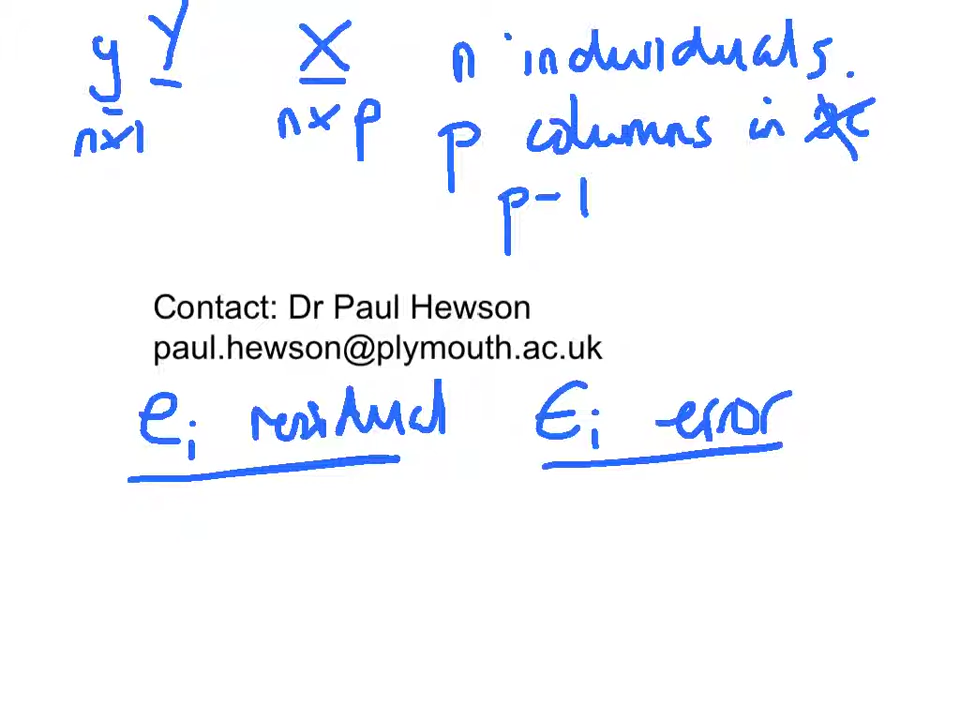 y Y X n individuals.
n×1 n×p p columns in X
p-1
Contact: Dr Paul Hewson
paul.hewson@plymouth.ac.uk
eᵢ residual ϵᵢ error